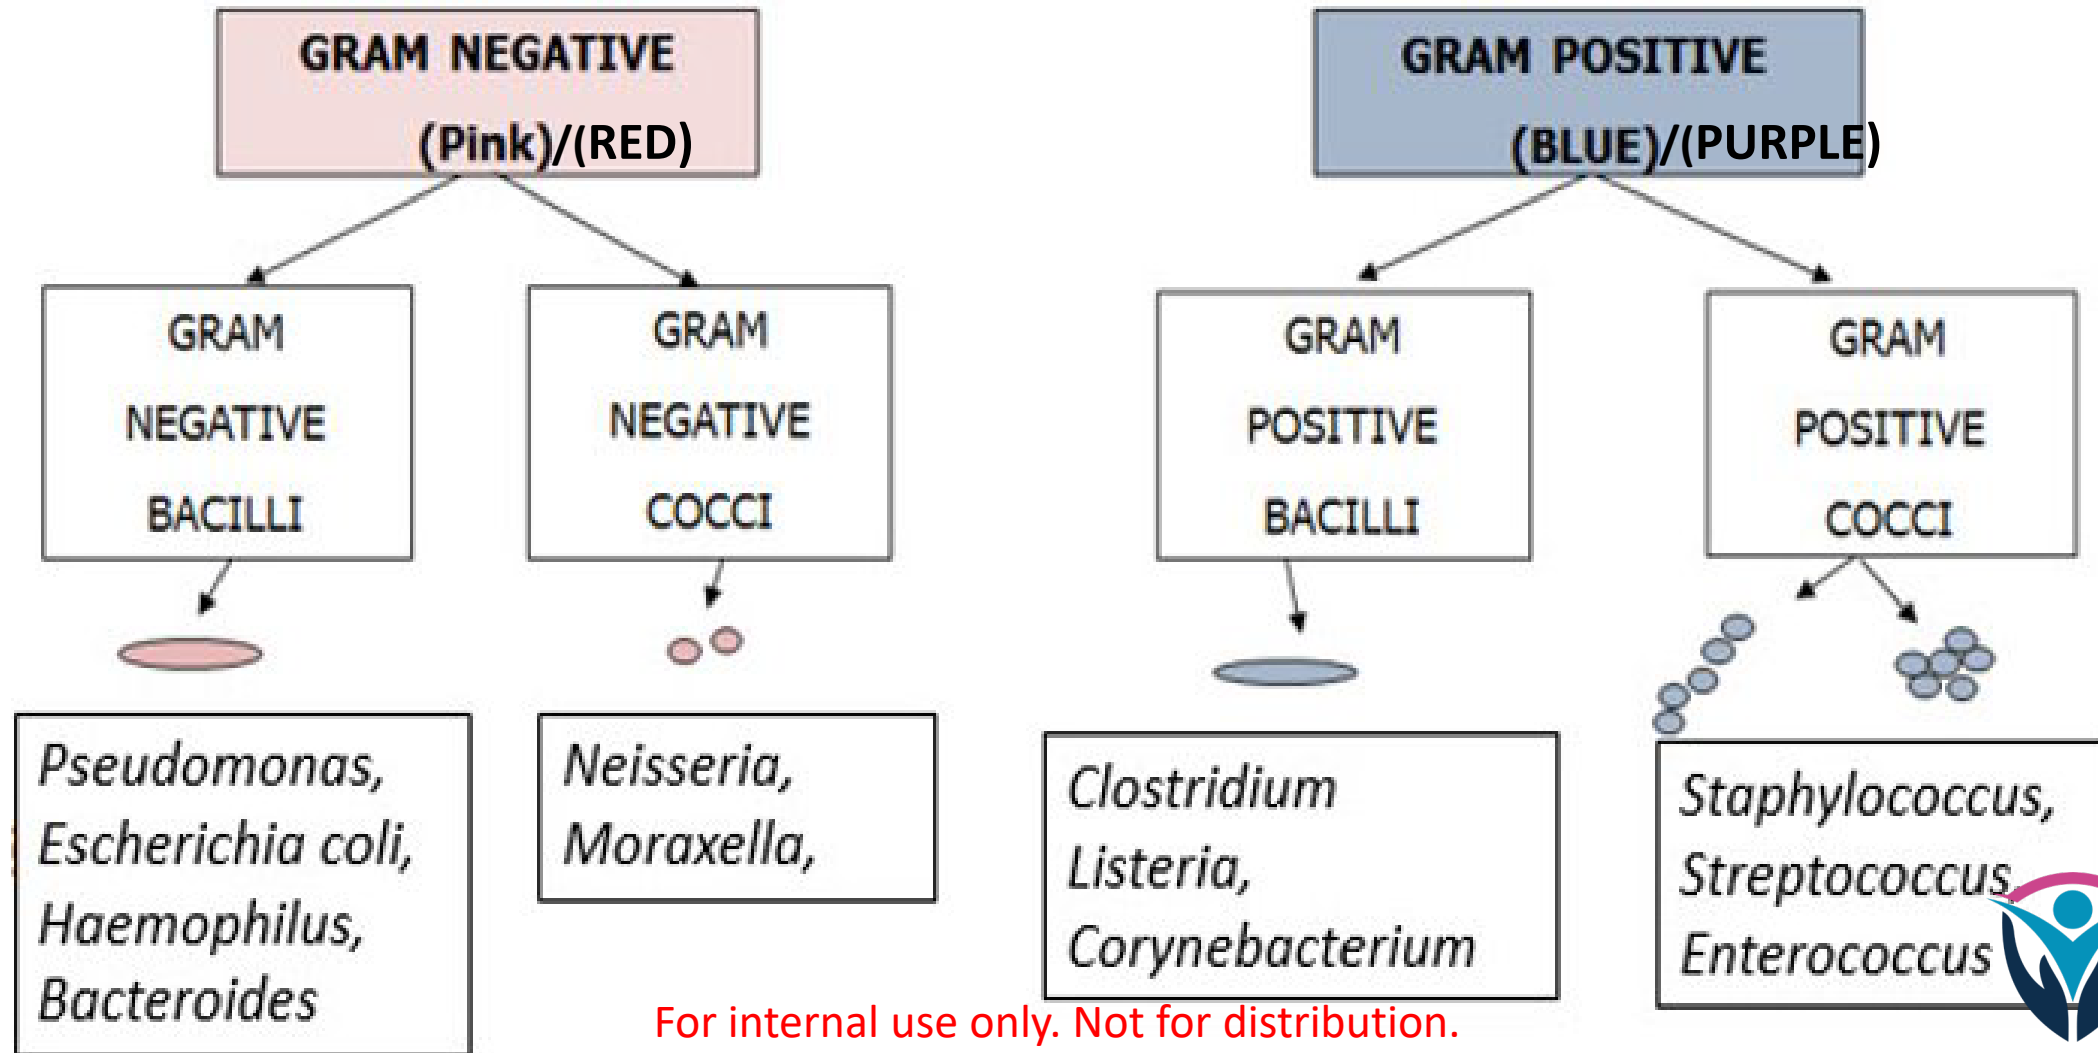 GRAM NEGATIVE
(Pink)/(RED)
GRAM
NEGATIVE
BACILLI
Pseudomonas,
Escherichia coli,
Haemophilus,
Bacteroides
GRAM
NEGATIVE
COCCI
Neisseria,
Moraxella,
GRAM POSITIVE
(BLUE)/(PURPLE)
GRAM
POSITIVE
BACILLI
Clostridium
Listeria,
Corynebacterium
GRAM
POSITIVE
COCCI
Staphylococcus,
Streptococcus,
Enterococcus
For internal use only. Not for distribution.